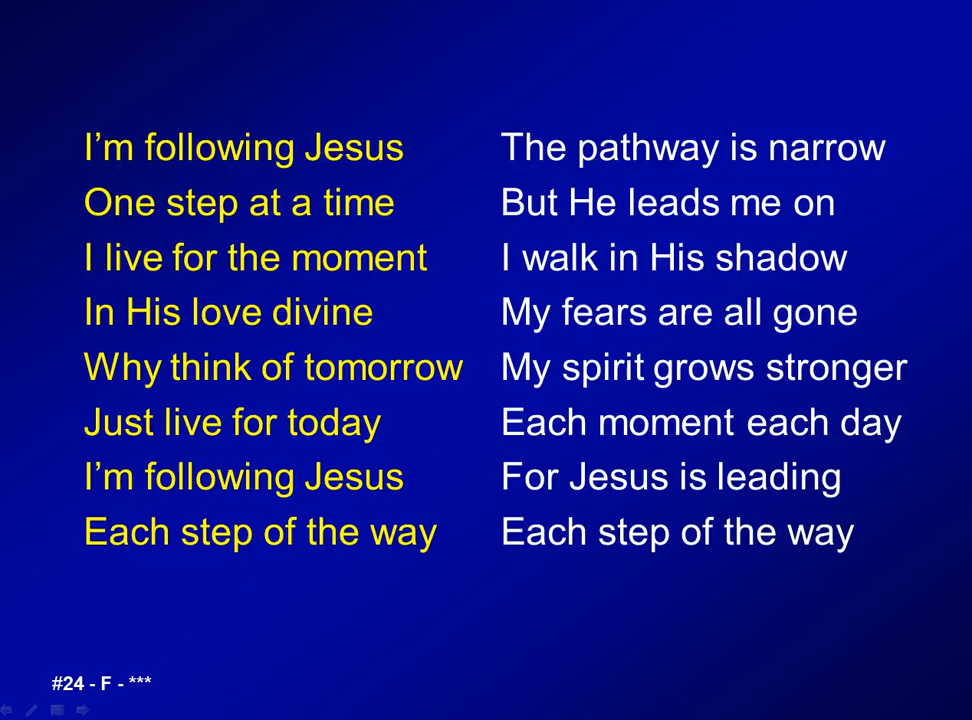 I’m following Jesus
One step at a time
I live for the moment
In His love divine
Why think of tomorrow
Just live for today
I’m following Jesus
Each step of the way
The pathway is narrow
But He leads me on
I walk in His shadow
My fears are all gone
My spirit grows stronger
Each moment each day
For Jesus is leading
Each step of the way
#24 - F - ***